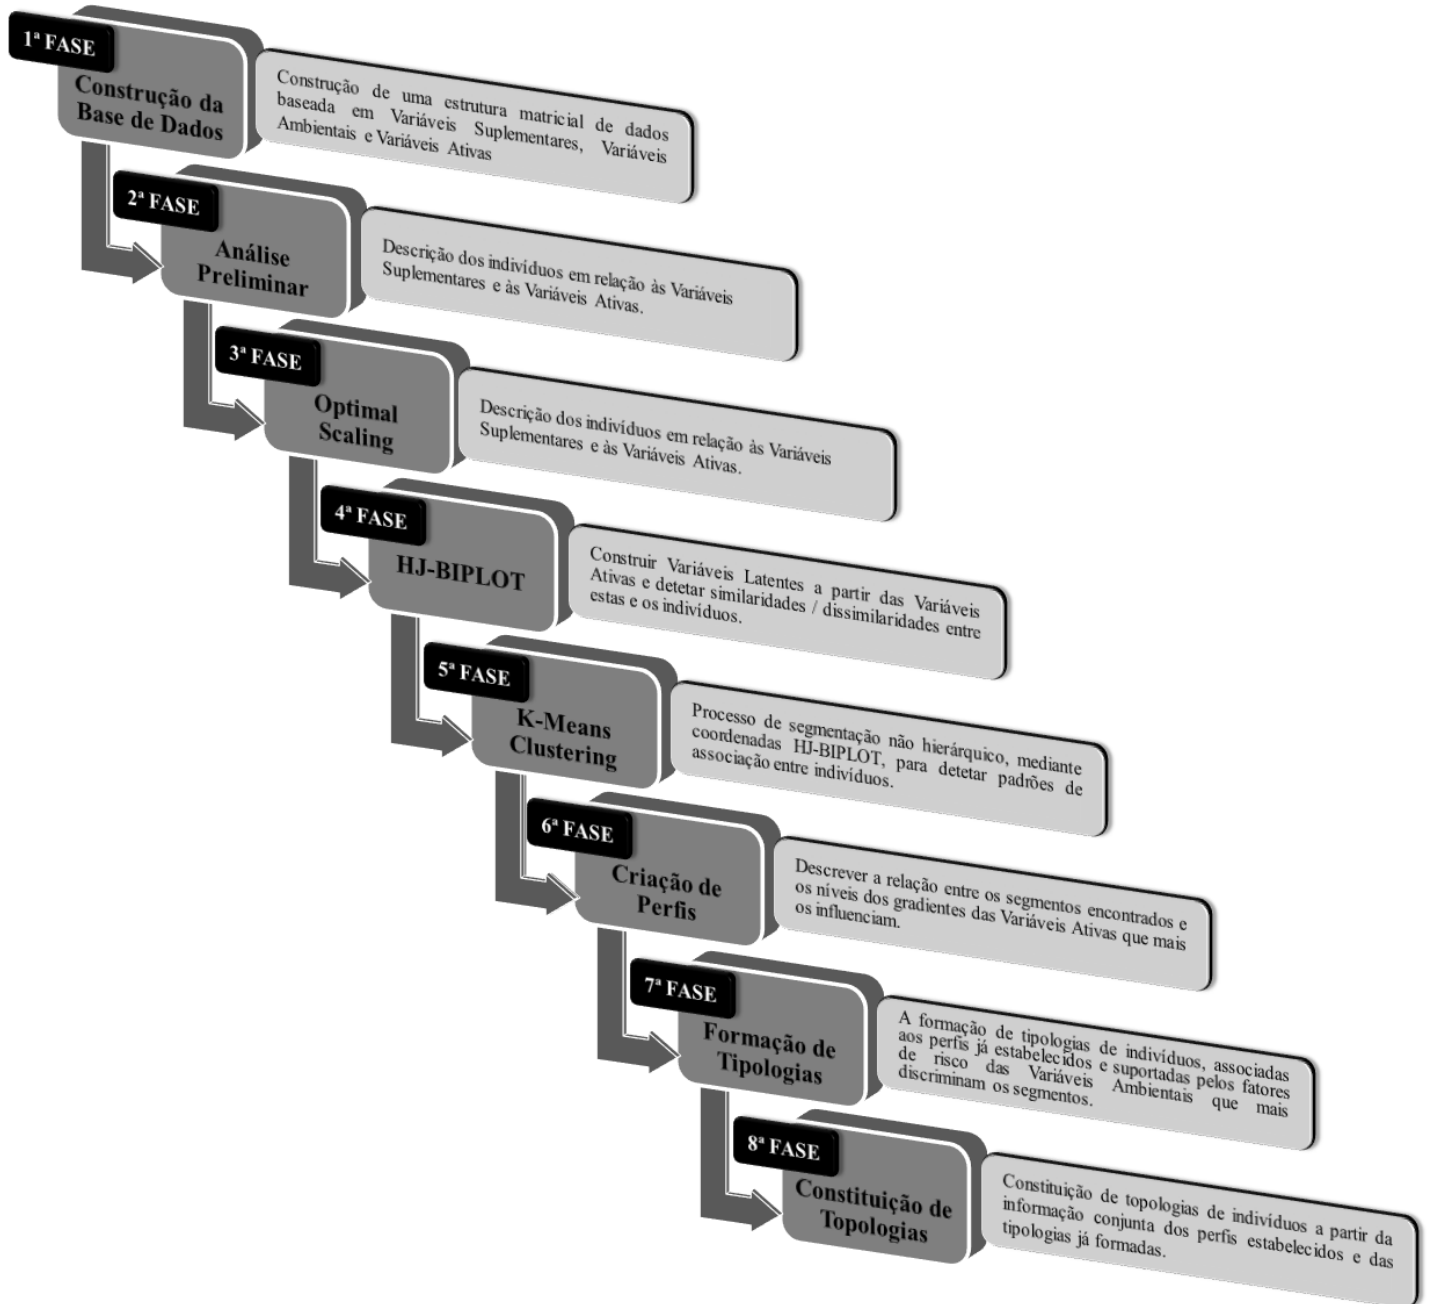 1ª FASE
Construção da
Base de Dados
Construção de uma estrutura matricial de dados
baseada em Variáveis Suplementares, Variáveis
Ambientais e Variáveis Ativas
2ª FASE
Análise
Preliminar
Descrição dos indivíduos em relação às Variáveis
Suplementares e às Variáveis Ativas.
3ª FASE
Optimal
Scaling
Descrição dos indivíduos em relação às Variáveis
Suplementares e às Variáveis Ativas.
4ª FASE
HJ-BIPLOT
Construir Variáveis Latentes a partir das Variáveis
Ativas e detetar similaridades / dissimilaridades entre
estas e os indivíduos.
5ª FASE
K-Means
Clustering
Processo de segmentação não hierárquico, mediante
coordenadas HJ-BIPLOT, para detetar padrões de
associação entre indivíduos.
6ª FASE
Criação de
Perfis
Descrever a relação entre os segmentos encontrados e
os níveis dos gradientes das Variáveis Ativas que mais
os influenciam.
7ª FASE
Formação de
Tipologias
A formação de tipologias de indivíduos, associadas
aos perfis já estabelecidos e suportadas pelos fatores
de risco das Variáveis Ambientais que mais
discriminam os segmentos.
8ª FASE
Constituição de
Topologias
Constituição de topologias de indivíduos a partir da
informação conjunta dos perfis estabelecidos e das
tipologias já formadas.